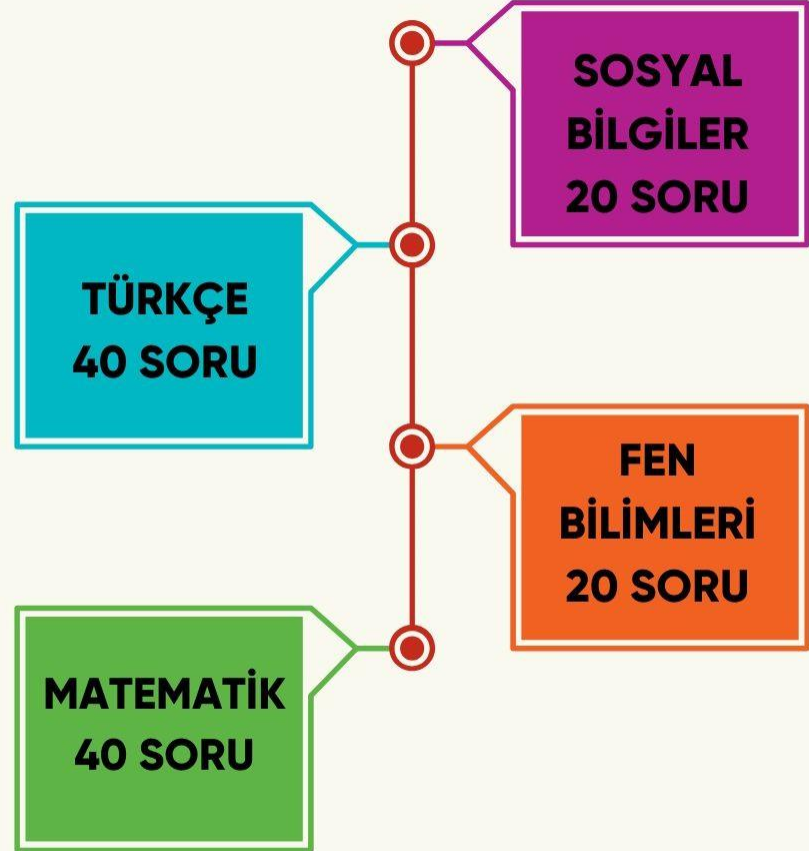 SOSYAL
BİLGİLER
20 SORU
TÜRKÇE
40 SORU
FEN
BİLİMLERİ
20 SORU
MATEMATİK
40 SORU